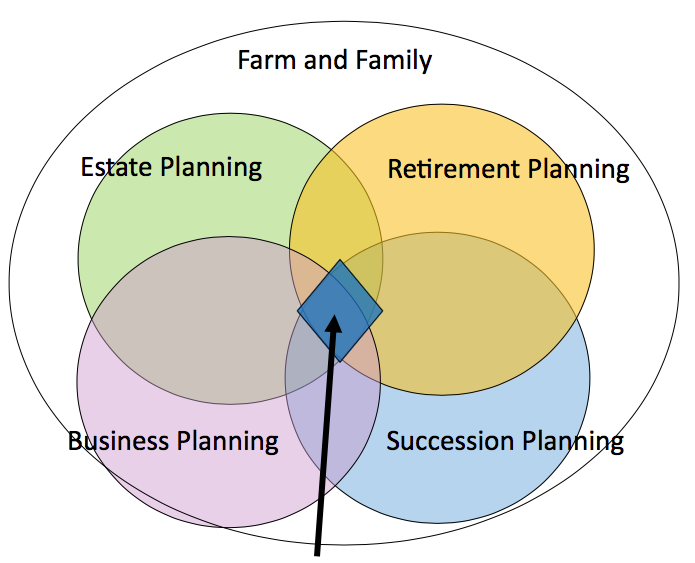 Farm and Family
Estate Planning
Retirement Planning
Business Planning
Succession Planning